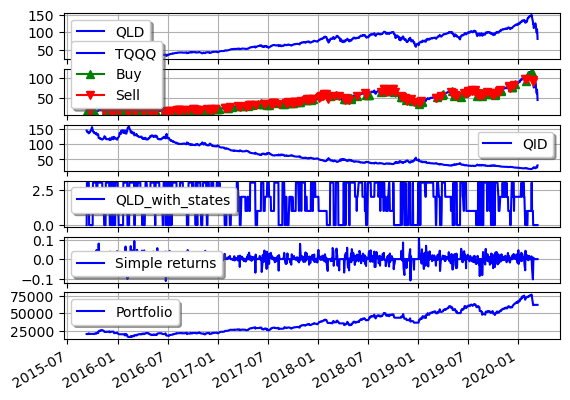 150
QLD
100
50
TQQQ
Buy
100
Sell
50
150
QID
100
50
2.5
QLD_with_states
0.0
0.1
0.0
Simple returns
−0.1
75000
Portfolio
50000
25000
2015-07 2016-01 2016-07 2017-01 2017-07 2018-01 2018-07 2019-01 2019-07 2020-01